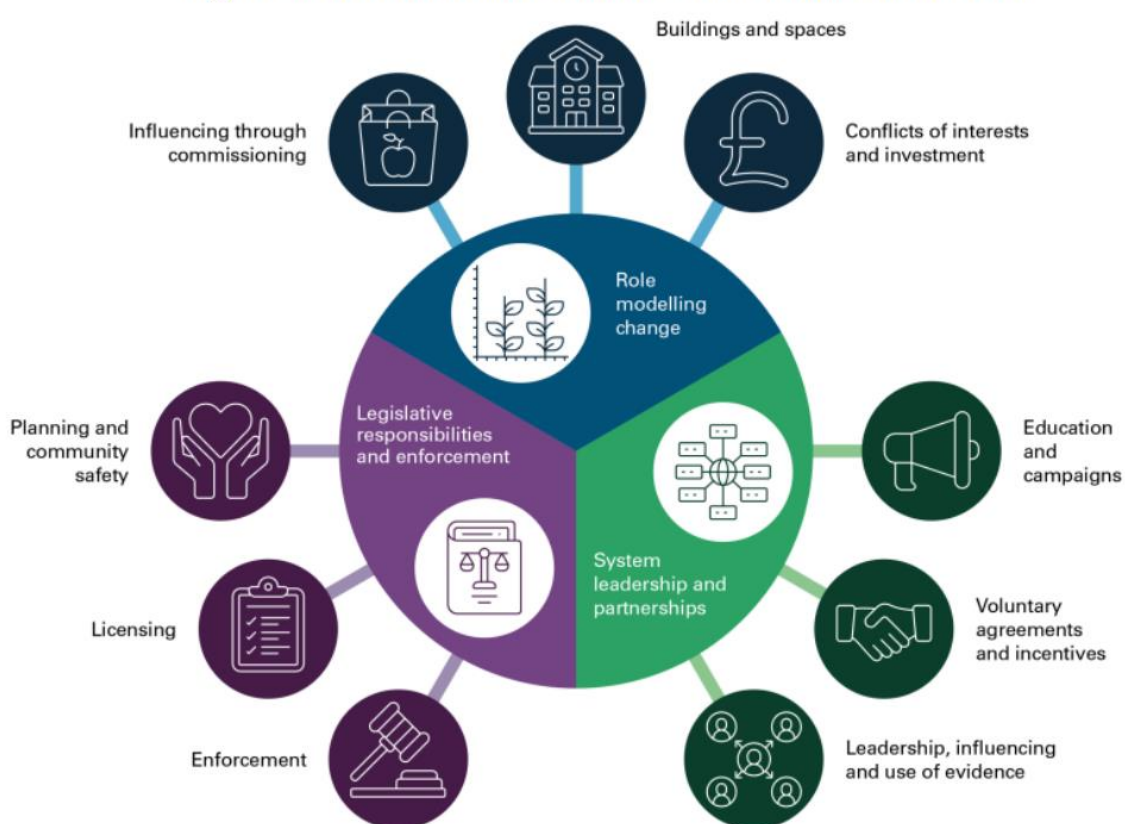 Buildings and spaces
Influencing through
commissioning
Conflicts of interests
and investment
Role
modelling
change
Legislative
responsibilities
and enforcement
Planning and
community
safety
Education
and
campaigns
System
leadership and
partnerships
Licensing
Voluntary
agreements
and incentives
Enforcement
Leadership, influencing
and use of evidence